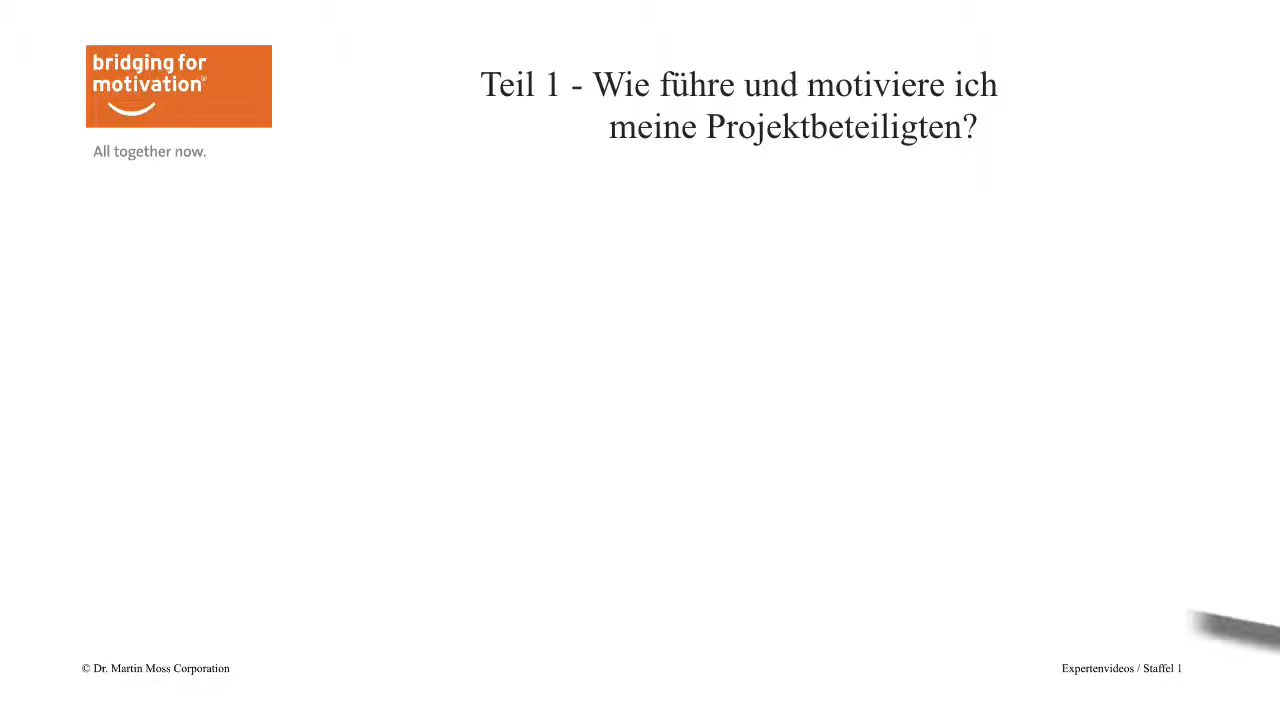 bridging for
motivation®
All together now.
Teil 1 - Wie führe und motiviere ich
meine Projektbeteiligten?
© Dr. Martin Moss Corporation
Expertenvideos / Staffel 1